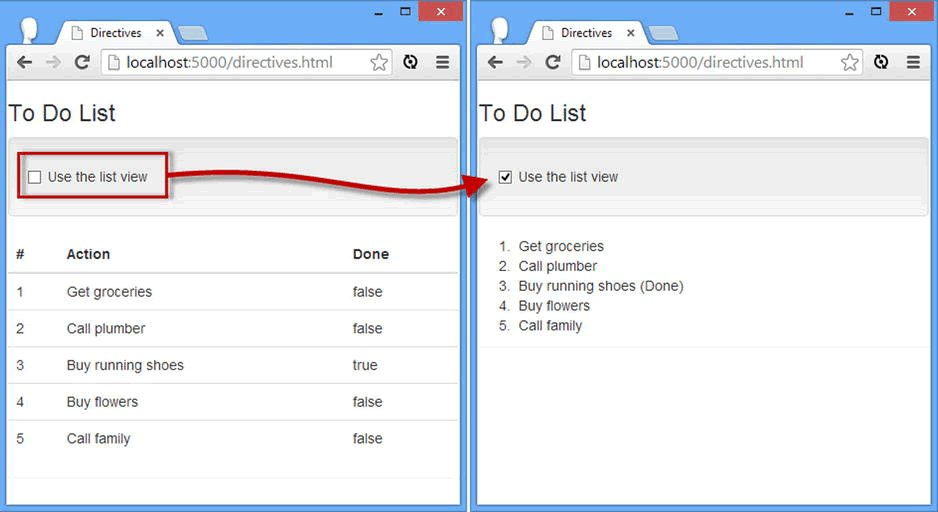 Directives
localhost:5000/directives.html
To Do List
Use the list view
# Action Done
1 Get groceries false
2 Call plumber false
3 Buy running shoes true
4 Buy flowers false
5 Call family false
Directives
localhost:5000/directives.html
To Do List
Use the list view
1. Get groceries
2. Call plumber
3. Buy running shoes (Done)
4. Buy flowers
5. Call family